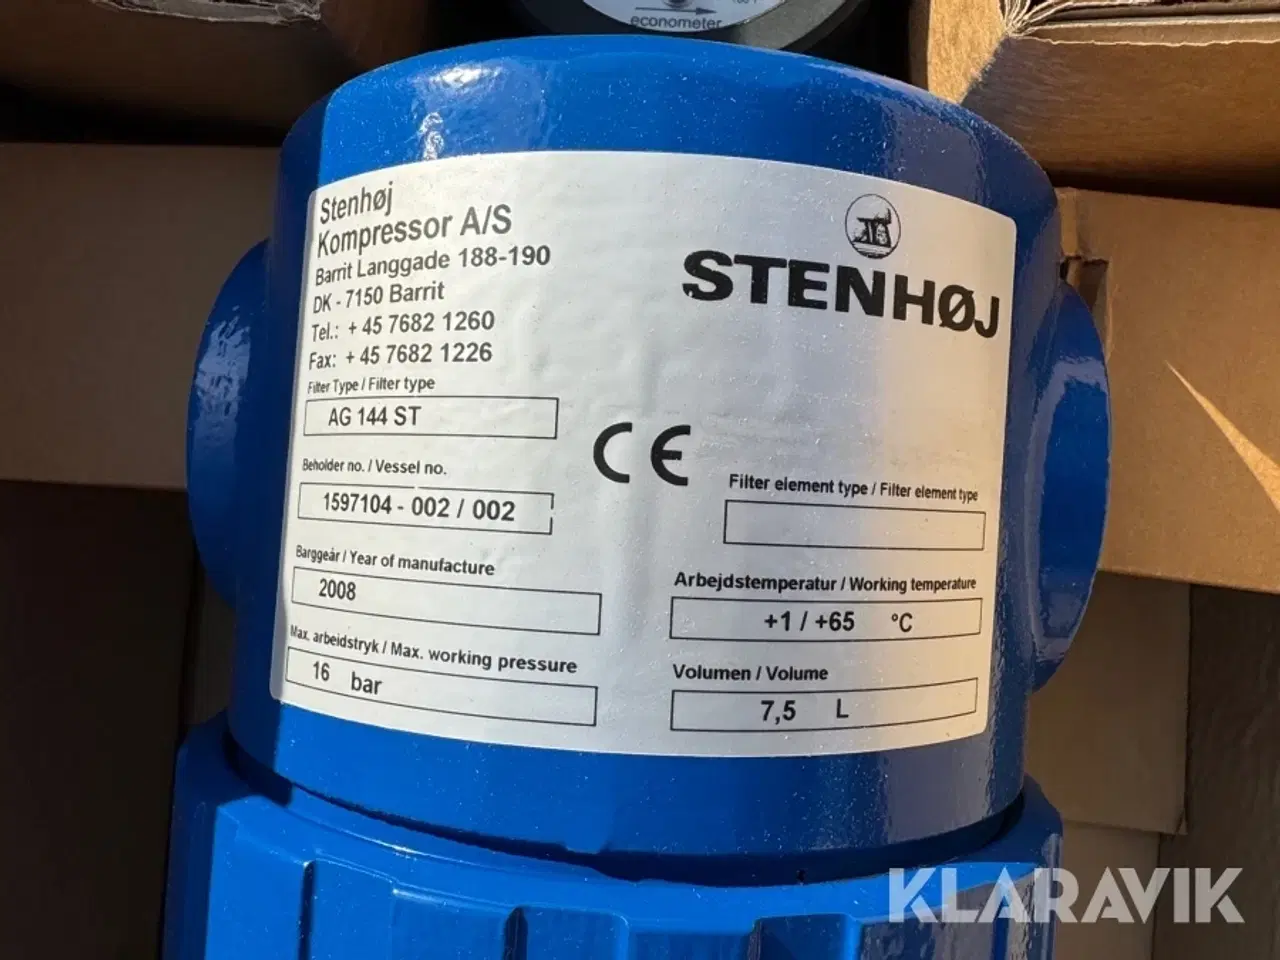 econometer
Stenhøj
Kompressor A/S
Barrit Langgade 188-190
DK - 7150 Barrit
Tel.: + 45 7682 1260
Fax: + 45 7682 1226
STENHØJ
Filter Type / Filter type
AG 144 ST
CE
Beholder no. / Vessel no.
1597104 - 002 / 002
Filter element type / Filter element type
Barggeår / Year of manufacture
2008
Arbejdstemperatur / Working temperature
+1 / +65 °C
Max. arbeidstryk / Max. working pressure
16 bar
Volumen / Volume
7,5 L
KLARAVIK